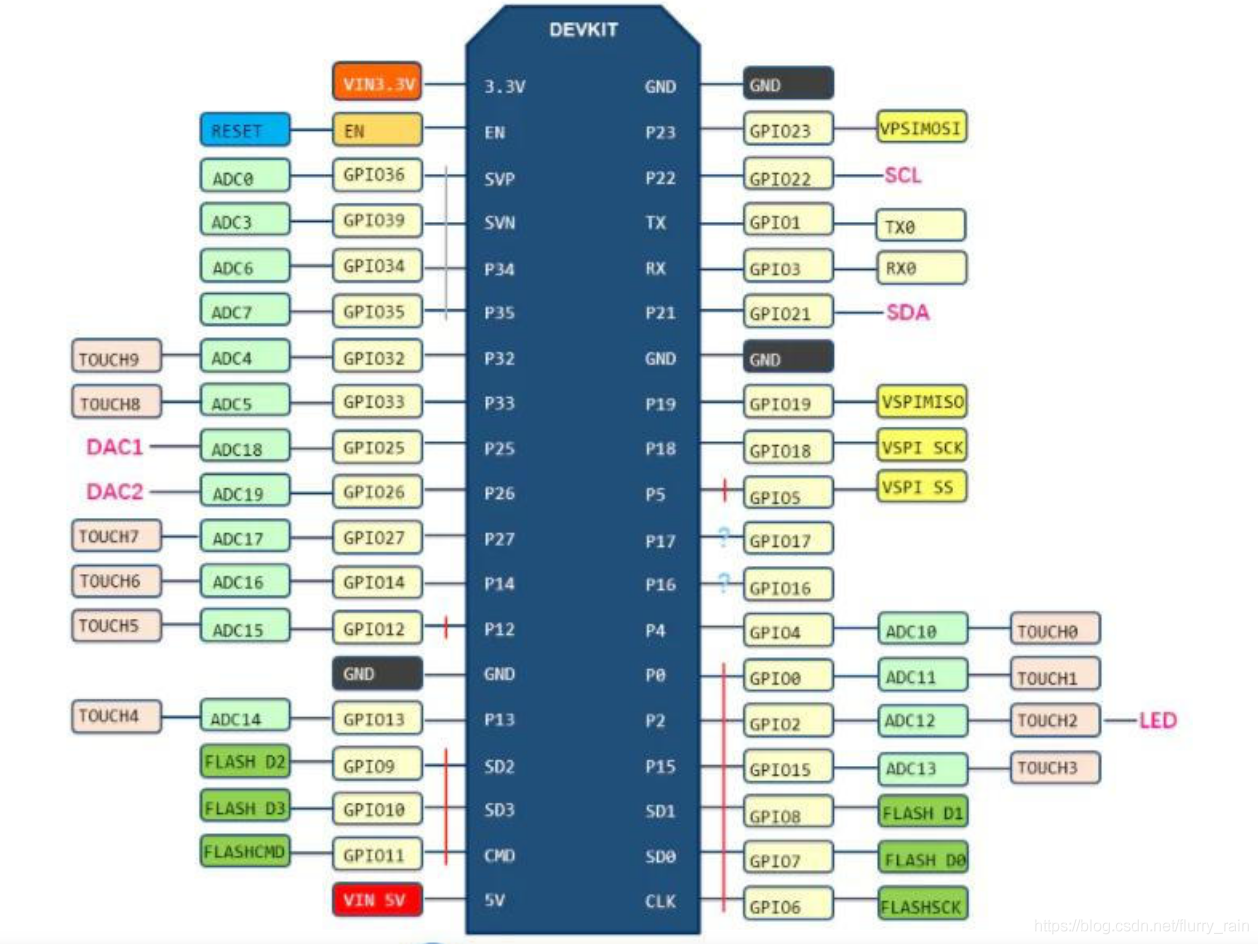 DEVKIT
VIN3.3V 3.3V GND GND
RESET EN EN P23 GPIO23 VPSIMOSI
ADC0 GPIO36 SVP P22 GPIO22 SCL
ADC3 GPIO39 SVN TX GPIO1 TX0
ADC6 GPIO34 P34 RX GPIO3 RX0
ADC7 GPIO35 P35 P21 GPIO21 SDA
TOUCH9 ADC4 GPIO32 P32 GND GND
TOUCH8 ADC5 GPIO33 P33 P19 GPIO19 VSPIMISO
DAC1 ADC18 GPIO25 P25 P18 GPIO18 VSPI SCK
DAC2 ADC19 GPIO26 P26 P5 GPIO5 VSPI SS
TOUCH7 ADC17 GPIO27 P27 P17 ? GPIO17
TOUCH6 ADC16 GPIO14 P14 P16 ? GPIO16
TOUCH5 ADC15 GPIO12 P12 P4 GPIO4 ADC10 TOUCH0
GND GND P0 GPIO0 ADC11 TOUCH1
TOUCH4 ADC14 GPIO13 P13 P2 GPIO2 ADC12 TOUCH2 LED
FLASH D2 GPIO9 SD2 P15 GPIO15 ADC13 TOUCH3
FLASH D3 GPIO10 SD3 SD1 GPIO8 FLASH D1
FLASHCMD GPIO11 CMD SD0 GPIO7 FLASH D0
VIN 5V 5V CLK GPIO6 FLASHSCK
https://blog.csdn.net/flurry_rain